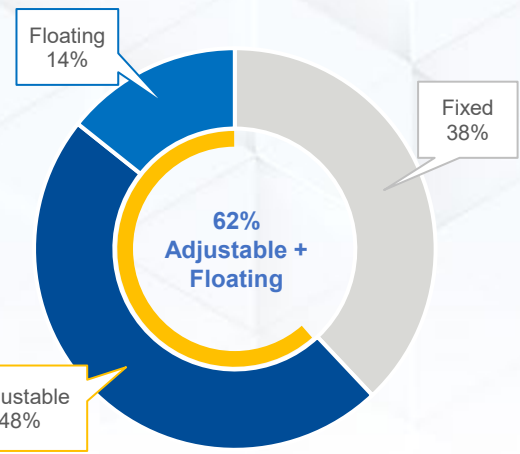 Floating
14%
Fixed
38%
62%
Adjustable +
Floating
ustable
48%